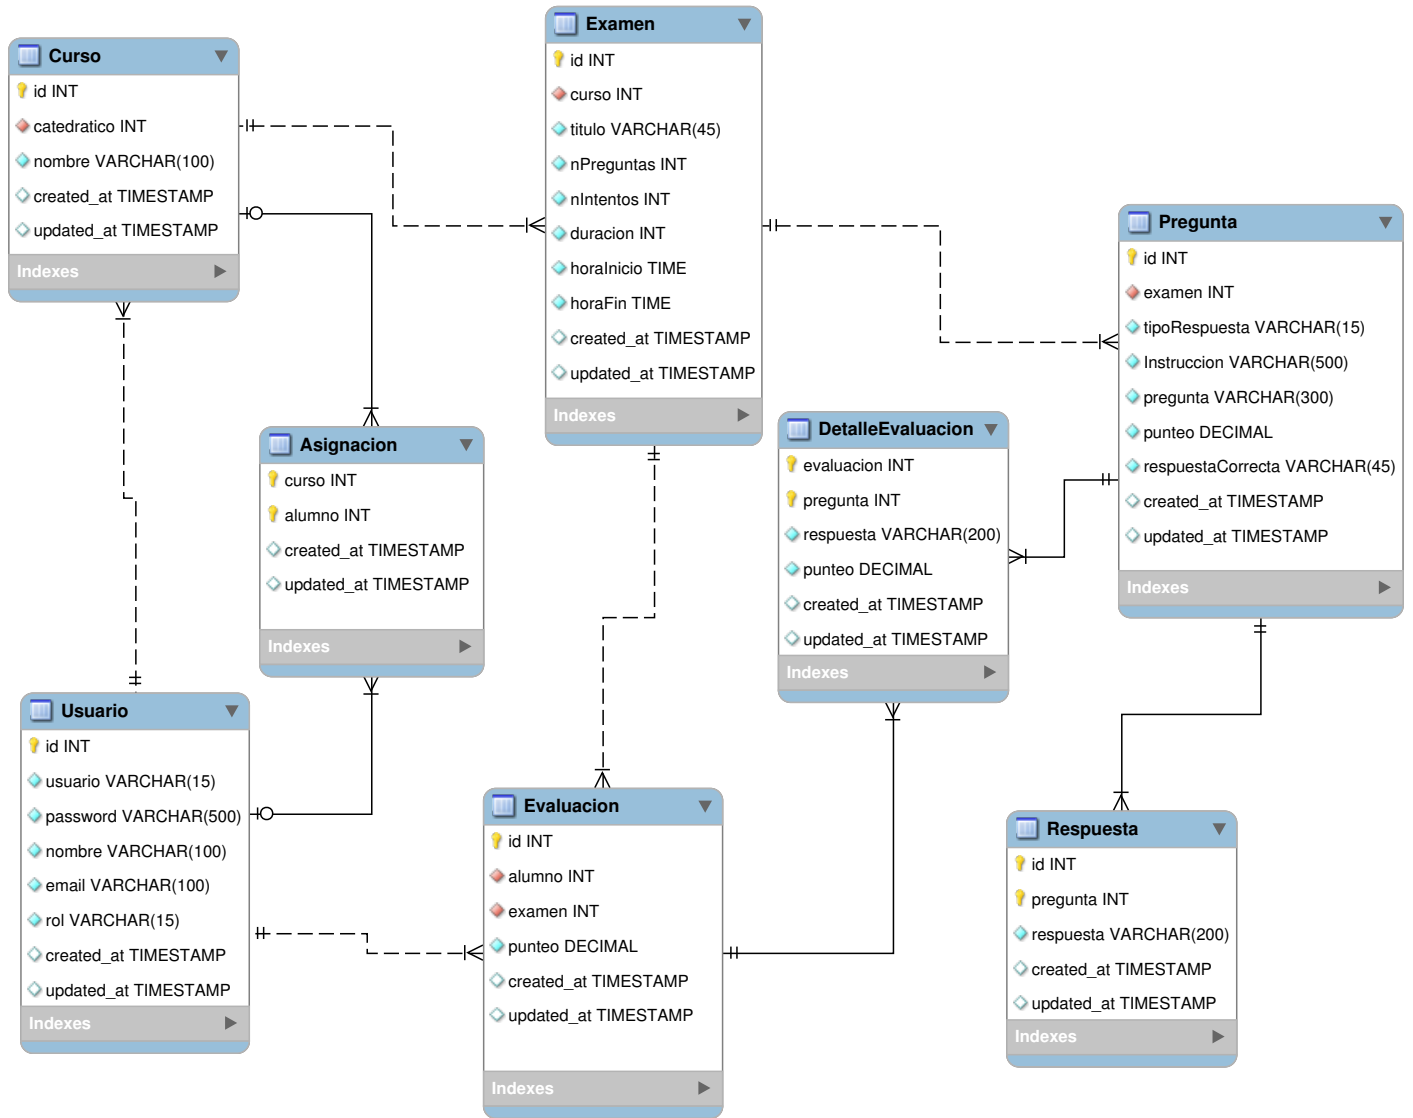 Curso
id INT
catedratico INT
nombre VARCHAR(100)
created_at TIMESTAMP
updated_at TIMESTAMP
Indexes
Examen
id INT
curso INT
titulo VARCHAR(45)
nPreguntas INT
nIntentos INT
duracion INT
horaInicio TIME
horaFin TIME
created_at TIMESTAMP
updated_at TIMESTAMP
Indexes
Pregunta
id INT
examen INT
tipoRespuesta VARCHAR(15)
Instruccion VARCHAR(500)
pregunta VARCHAR(300)
punteo DECIMAL
respuestaCorrecta VARCHAR(45)
created_at TIMESTAMP
updated_at TIMESTAMP
Indexes
Asignacion
curso INT
alumno INT
created_at TIMESTAMP
updated_at TIMESTAMP
Indexes
DetalleEvaluacion
evaluacion INT
pregunta INT
respuesta VARCHAR(200)
punteo DECIMAL
created_at TIMESTAMP
updated_at TIMESTAMP
Indexes
Usuario
id INT
usuario VARCHAR(15)
password VARCHAR(500)
nombre VARCHAR(100)
email VARCHAR(100)
rol VARCHAR(15)
created_at TIMESTAMP
updated_at TIMESTAMP
Indexes
Evaluacion
id INT
alumno INT
examen INT
punteo DECIMAL
created_at TIMESTAMP
updated_at TIMESTAMP
Indexes
Respuesta
id INT
pregunta INT
respuesta VARCHAR(200)
created_at TIMESTAMP
updated_at TIMESTAMP
Indexes